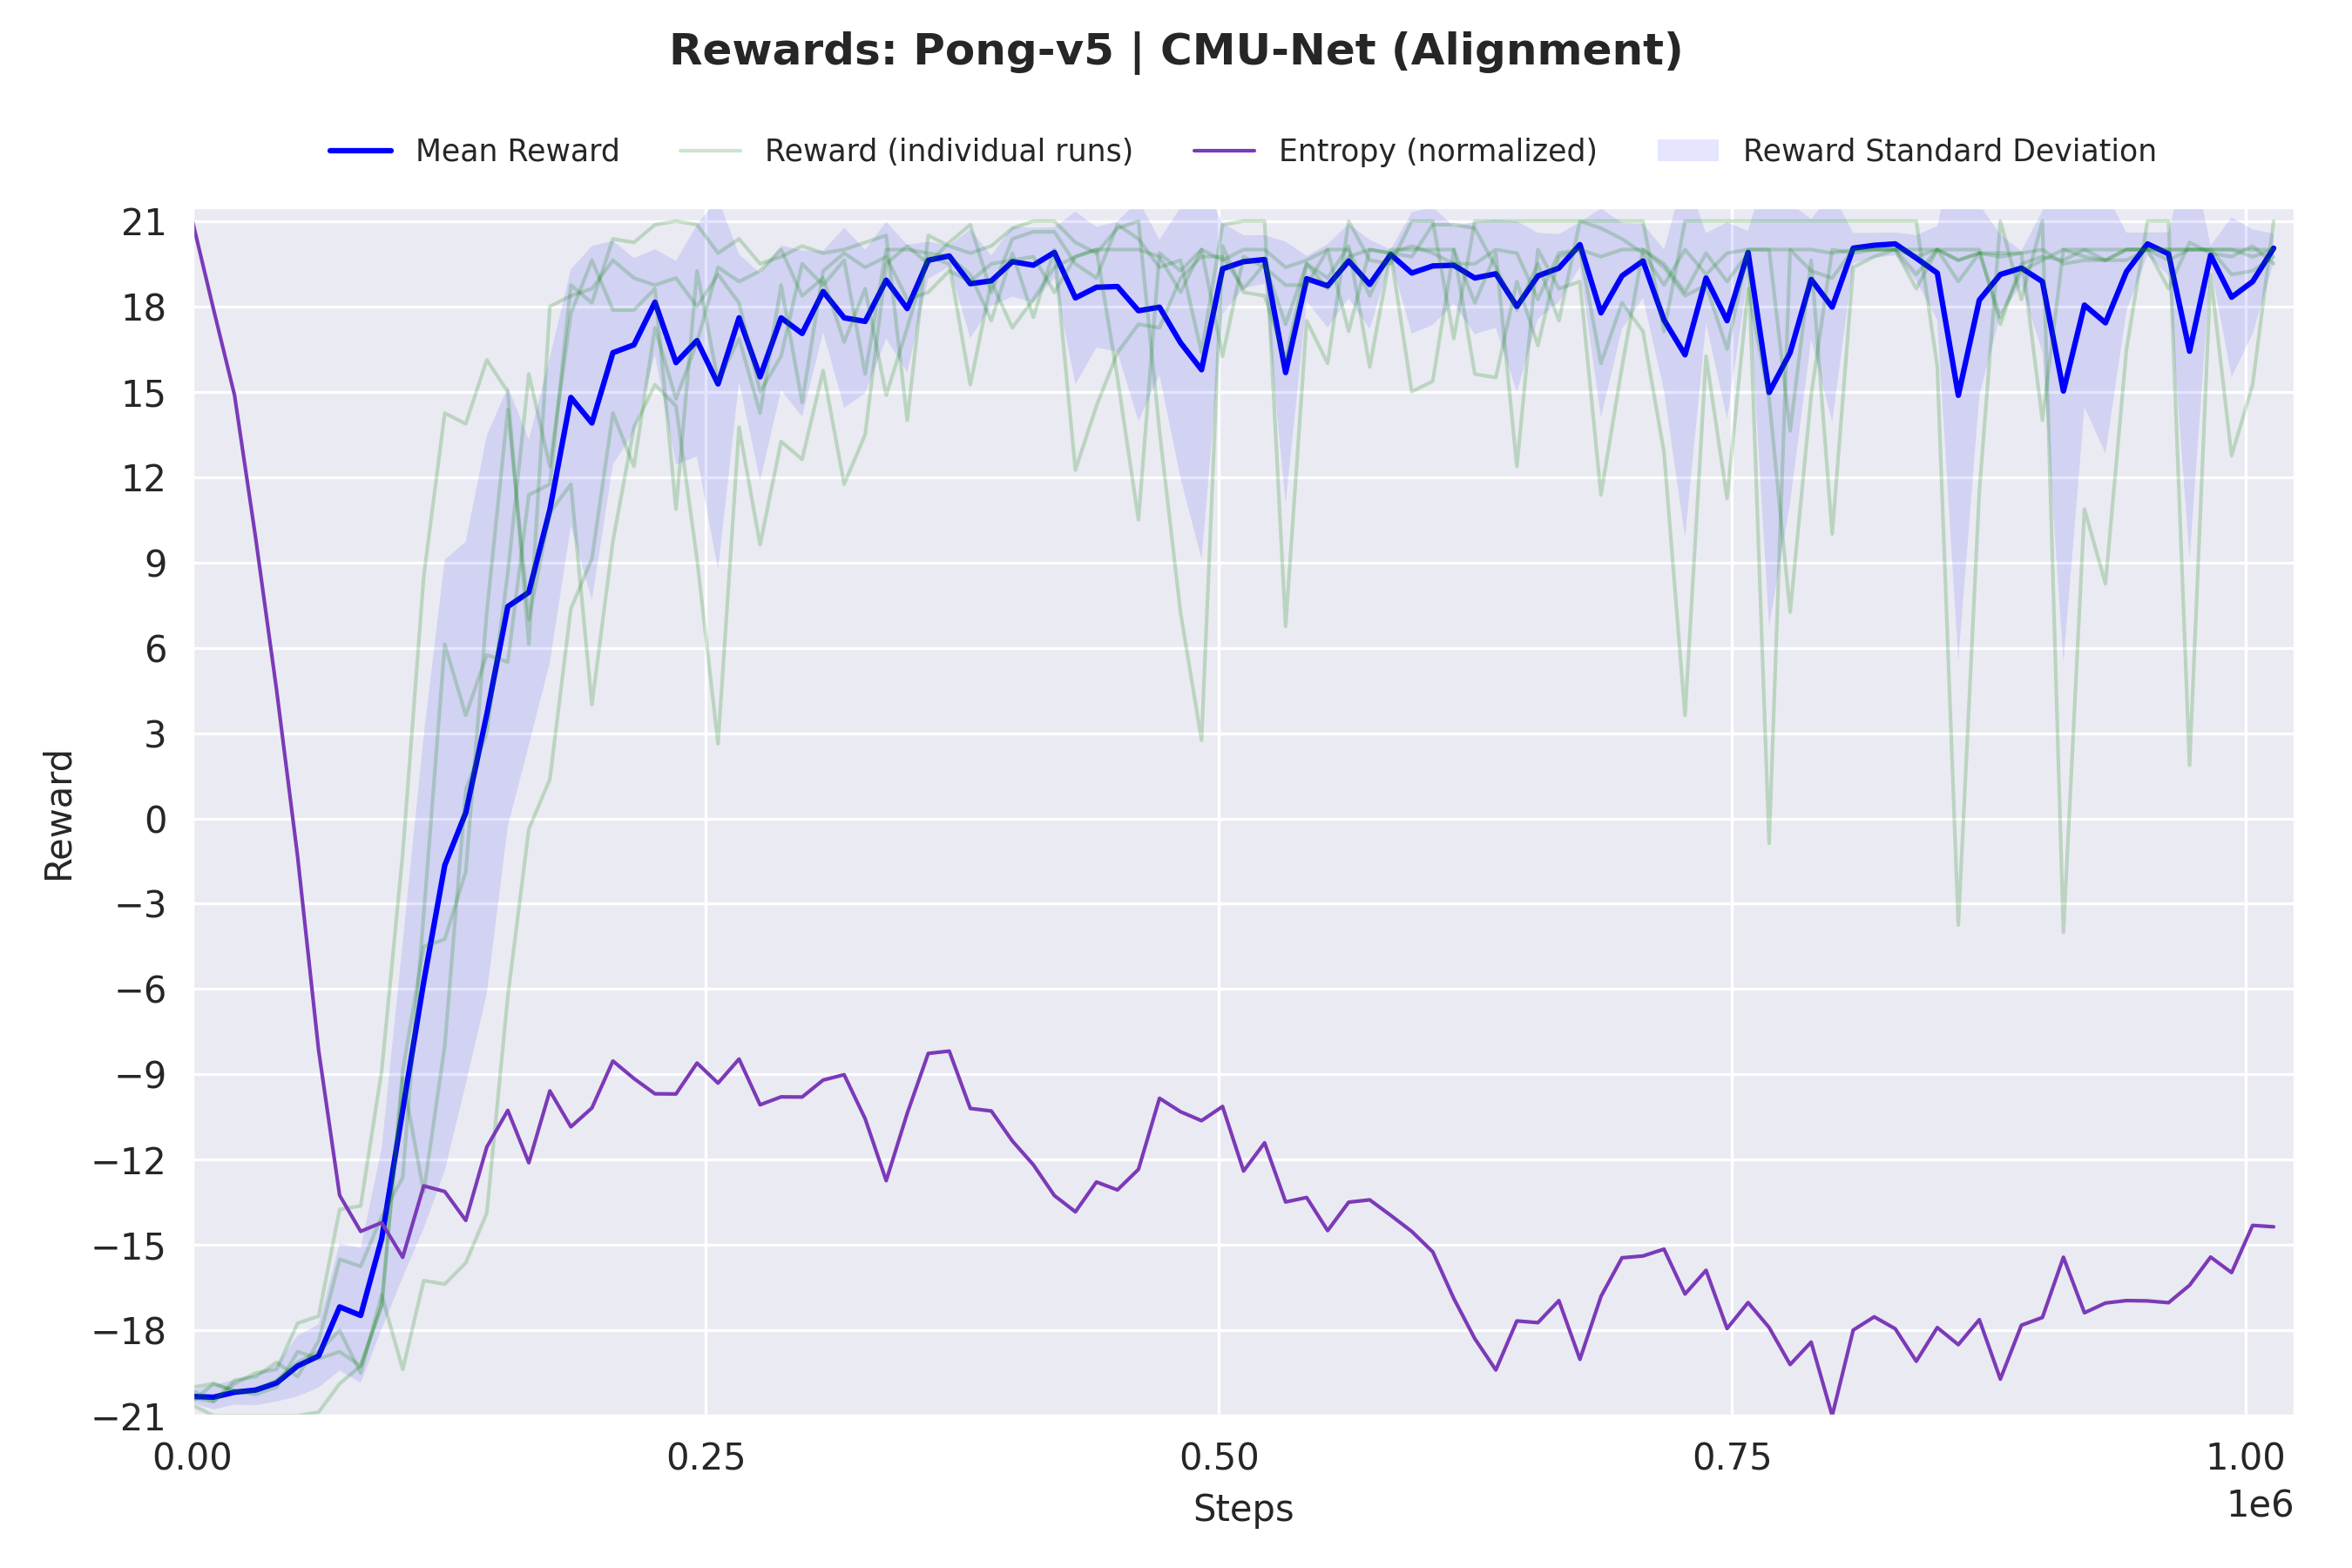 Rewards: Pong-v5 | CMU-Net (Alignment)
Mean Reward Reward (individual runs) Entropy (normalized) Reward Standard Deviation
21
18
15
12
9
6
3
0
−3
−6
−9
−12
−15
−18
−21
Reward
0.00 0.25 0.50 0.75 1.00
Steps
1e6